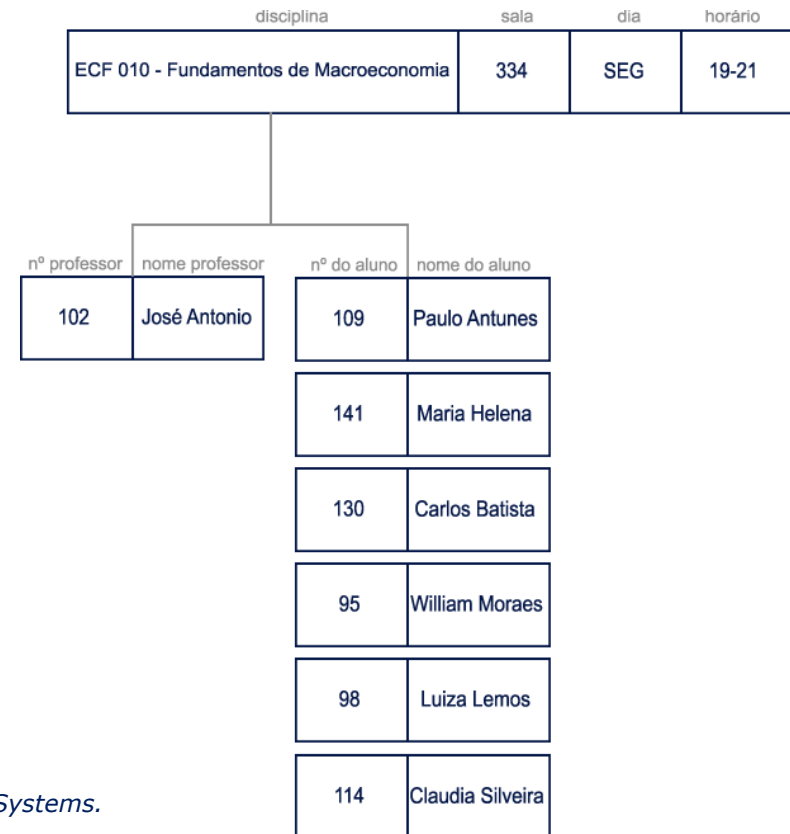 disciplina sala dia horário
ECF 010 - Fundamentos de Macroeconomia 334 SEG 19-21
nº professor nome professor nº do aluno nome do aluno
102 José Antonio 109 Paulo Antunes
141 Maria Helena
130 Carlos Batista
95 William Moraes
98 Luiza Lemos
114 Claudia Silveira
Systems.